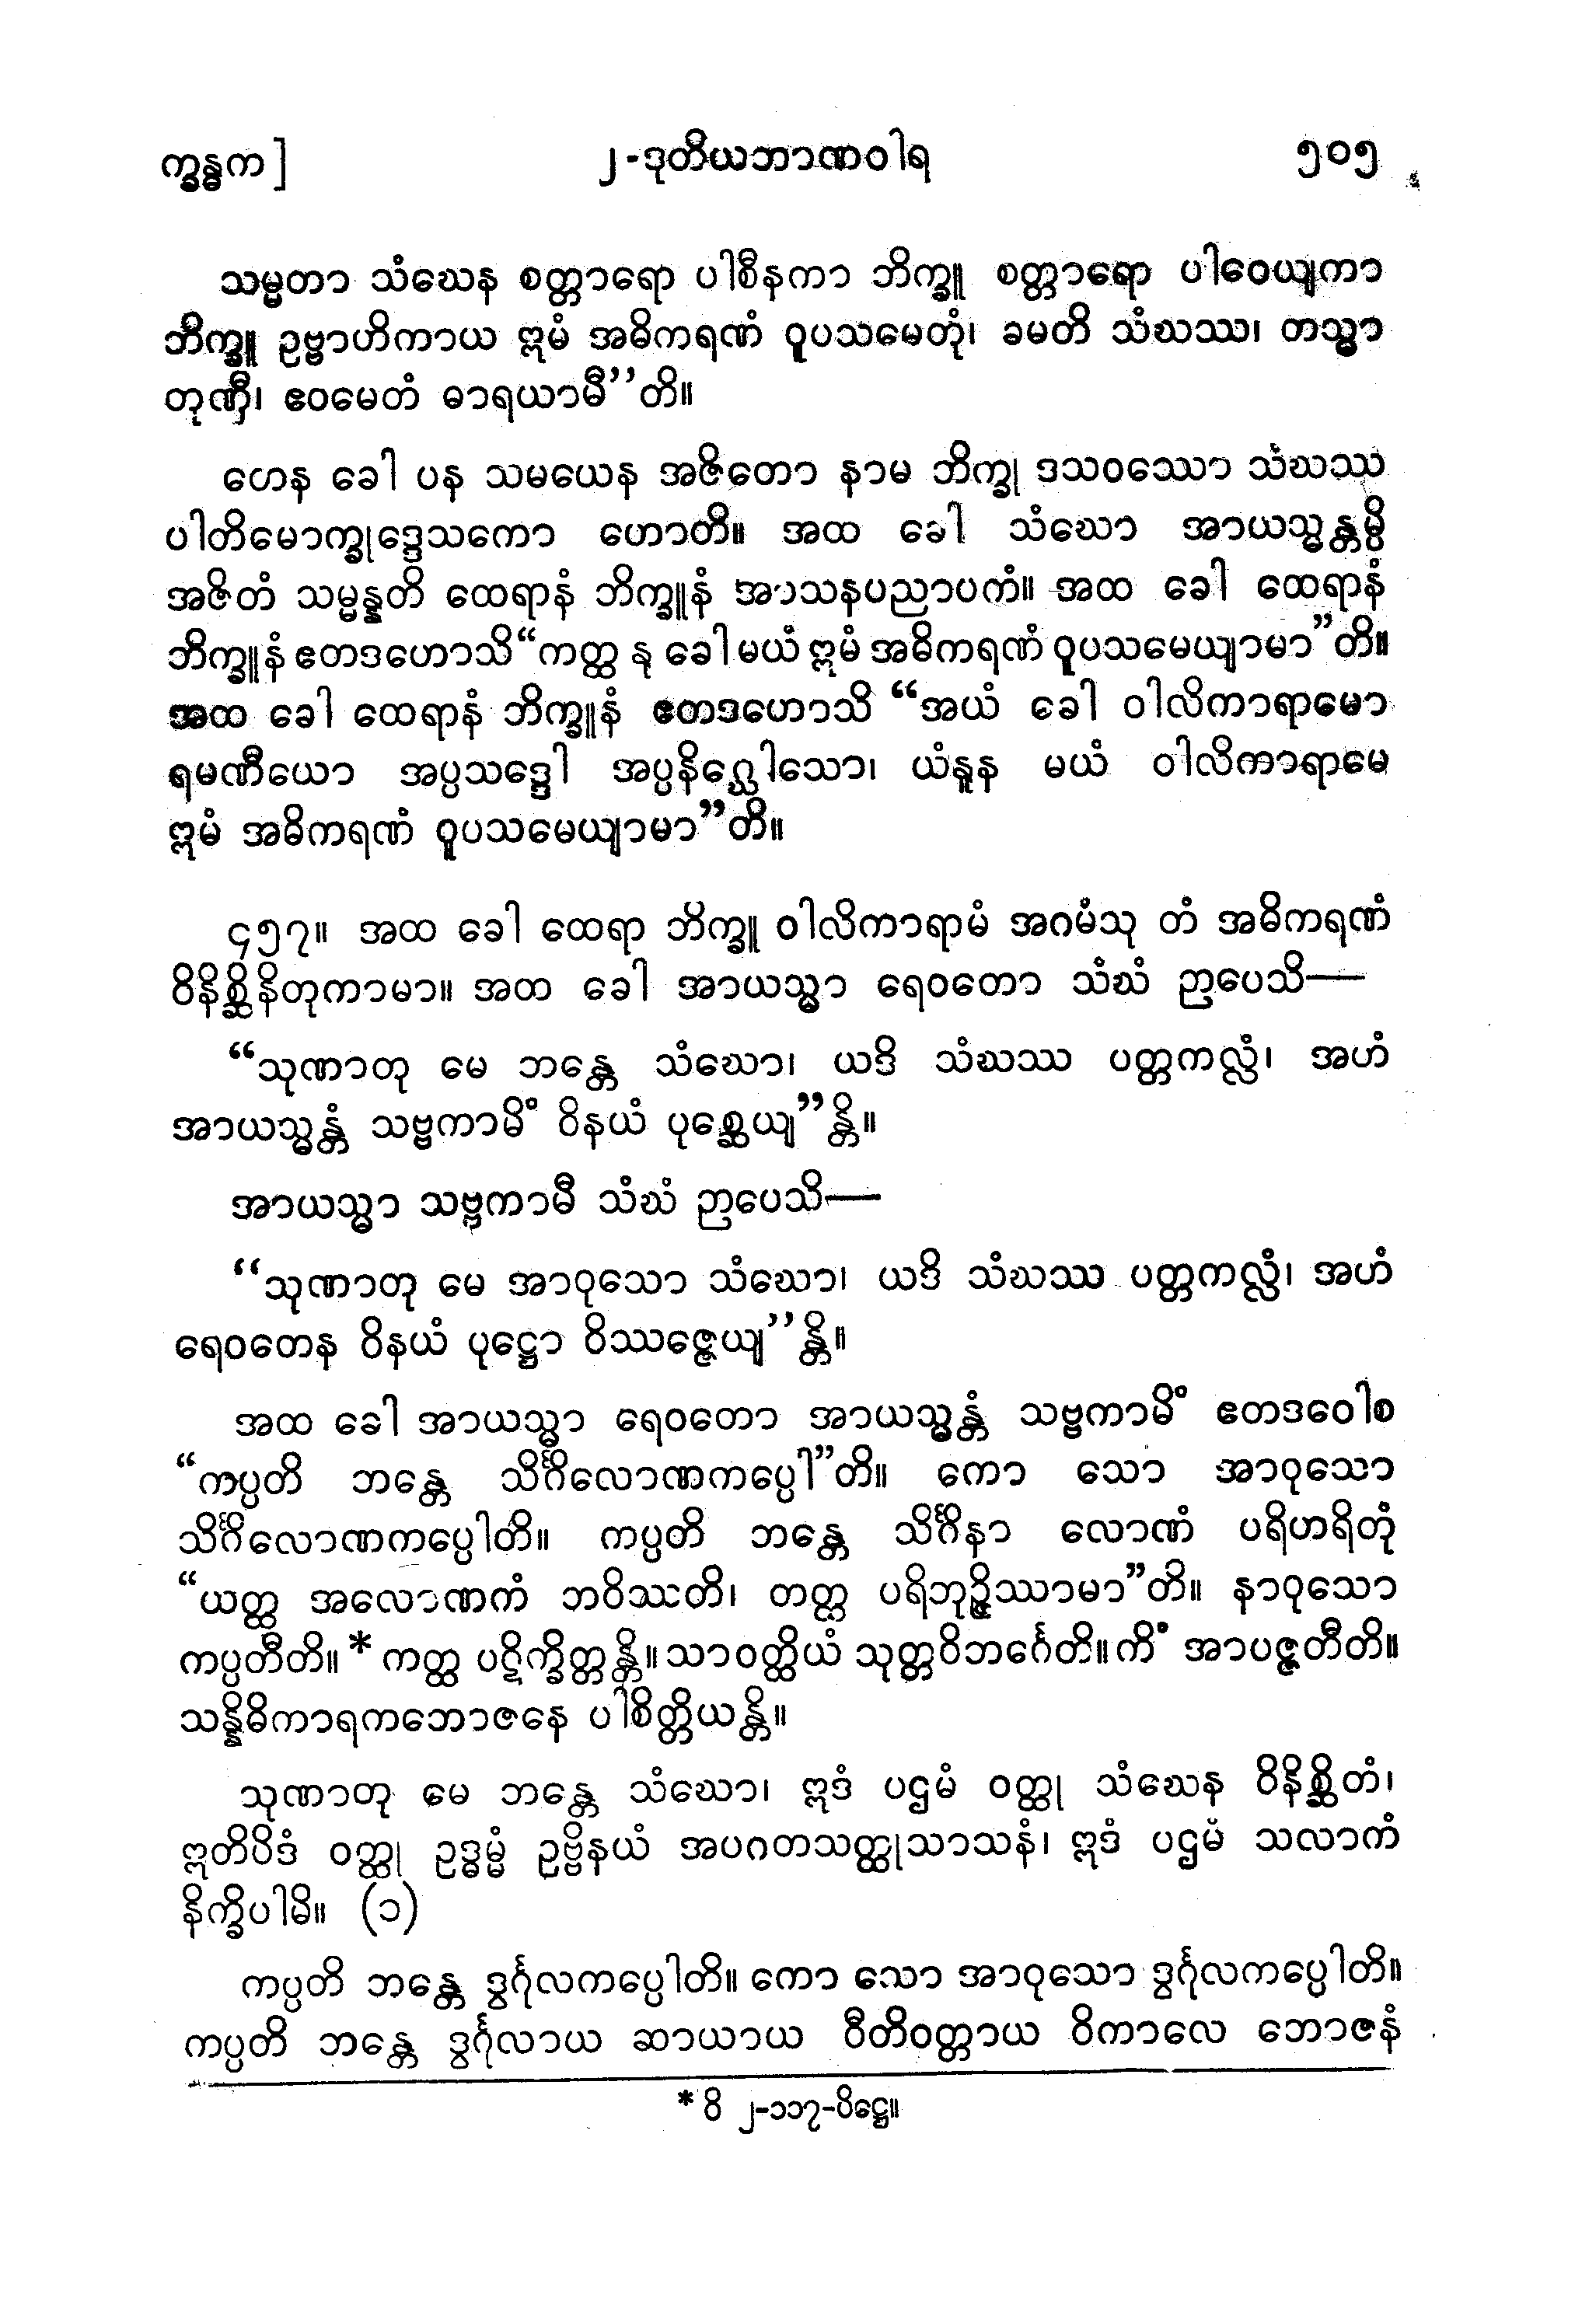 က္ခန္ဓက]
၂-ဒုတိယဘာဏဝါရ
၅၀၅
သမ္မတာ သံဃေန စတ္တာရော ပါစီနကာ ဘိက္ခူ စတ္တာရော ပါဝေယျကာ
ဘိက္ခူ ဥဗ္ဗာဟိကာယ ဣမံ အဓိကရဏံ ဝူပသမေတုံ၊ ခမတိ သံဃဿ၊ တသ္မာ
တုဏှီ၊ ဧဝမေတံ ဓာရယာမီ’’တိ။
ဟေန ခေါ ပန သမယေန အဇိတော နာမ ဘိက္ခု ဒသဝဿော သံဃဿ
ပါတိမောက္ခုဒ္ဒေသကော ဟောတိ။ အထ ခေါ သံဃော အာယသ္မန္တမ္ပိ
အဇိတံ သမ္မန္နတိ ထေရာနံ ဘိက္ခူနံ အာသနပညာပကံ။ အထ ခေါ ထေရာနံ
ဘိက္ခူနံ ဧတဒဟောသိ “ကတ္ထ နု ခေါ မယံ ဣမံ အဓိကရဏံ ဝူပသမေယျာမာ”တိ။
အထ ခေါ ထေရာနံ ဘိက္ခူနံ ဧတဒဟောသိ “အယံ ခေါ ဝါလိကာရာမော
ရမဏီယော အပ္ပသဒ္ဒေါ အပ္ပနိဂ္ဃေါသော၊ ယံနူန မယံ ဝါလိကာရာမေ
ဣမံ အဓိကရဏံ ဝူပသမေယျာမာ”တိ။
၄၅၇။ အထ ခေါ ထေရာ ဘိက္ခူ ဝါလိကာရာမံ အဂမံသု တံ အဓိကရဏံ
ဝိနိစ္ဆိနိတုကာမာ။ အထ ခေါ အာယသ္မာ ရေဝတော သံဃံ ဉာပေသိ—
“သုဏာတု မေ ဘန္တေ သံဃော၊ ယဒိ သံဃဿ ပတ္တကလ္လံ၊ အဟံ
အာယသ္မန္တံ သဗ္ဗကာမိံ ဝိနယံ ပုစ္ဆေယျ”န္တိ။
အာယသ္မာ သဗ္ဗကာမီ သံဃံ ဉာပေသိ—
‘‘သုဏာတု မေ အာဝုသော သံဃော၊ ယဒိ သံဃဿ ပတ္တကလ္လံ၊ အဟံ
ရေဝတေန ဝိနယံ ပုဋ္ဌော ဝိဿဇ္ဇေယျ’’န္တိ။
အထ ခေါ အာယသ္မာ ရေဝတော အာယသ္မန္တံ သဗ္ဗကာမိံ ဧတဒဝေါစ
“ကပ္ပတိ ဘန္တေ သိင်္ဂိလောဏကပ္ပေါ”တိ။ ကော သော အာဝုသော
သိင်္ဂိလောဏကပ္ပေါတိ။ ကပ္ပတိ ဘန္တေ သိင်္ဂိနာ လောဏံ ပရိဟရိတုံ
“ယတ္ထ အလောဏကံ ဘဝိဿတိ၊ တတ္ထ ပရိဘုဉ္ဇိဿာမာ”တိ။ နာဝုသော
ကပ္ပတီတိ။* ကတ္ထ ပဋိက္ခိတ္တန္တိ။ သာဝတ္ထိယံ သုတ္တဝိဘင်္ဂေတိ။ ကိံ အာပဇ္ဇတီတိ။
သန္နိဓိကာရကဘောဇနေ ပါစိတ္တိယန္တိ။
သုဏာတု မေ ဘန္တေ သံဃော၊ ဣဒံ ပဌမံ ဝတ္ထု သံဃေန ဝိနိစ္ဆိတံ၊
ဣတိပိဒံ ဝတ္ထု ဥဒ္ဓမ္မံ ဥဗ္ဗိနယံ အပဂတသတ္ထုသာသနံ၊ ဣဒံ ပဌမံ သလာကံ
နိက္ခိပါမိ။ (၁)
ကပ္ပတိ ဘန္တေ ဒွင်္ဂုလကပ္ပေါတိ။ ကော သော အာဝုသော ဒွင်္ဂုလကပ္ပေါတိ။
ကပ္ပတိ ဘန္တေ ဒွင်္ဂုလာယ ဆာယာယ ဝီတိဝတ္တာယ ဝိကာလေ ဘောဇနံ
* ဝိ ၂-၁၁၇-ပိဋ္ဌေ။